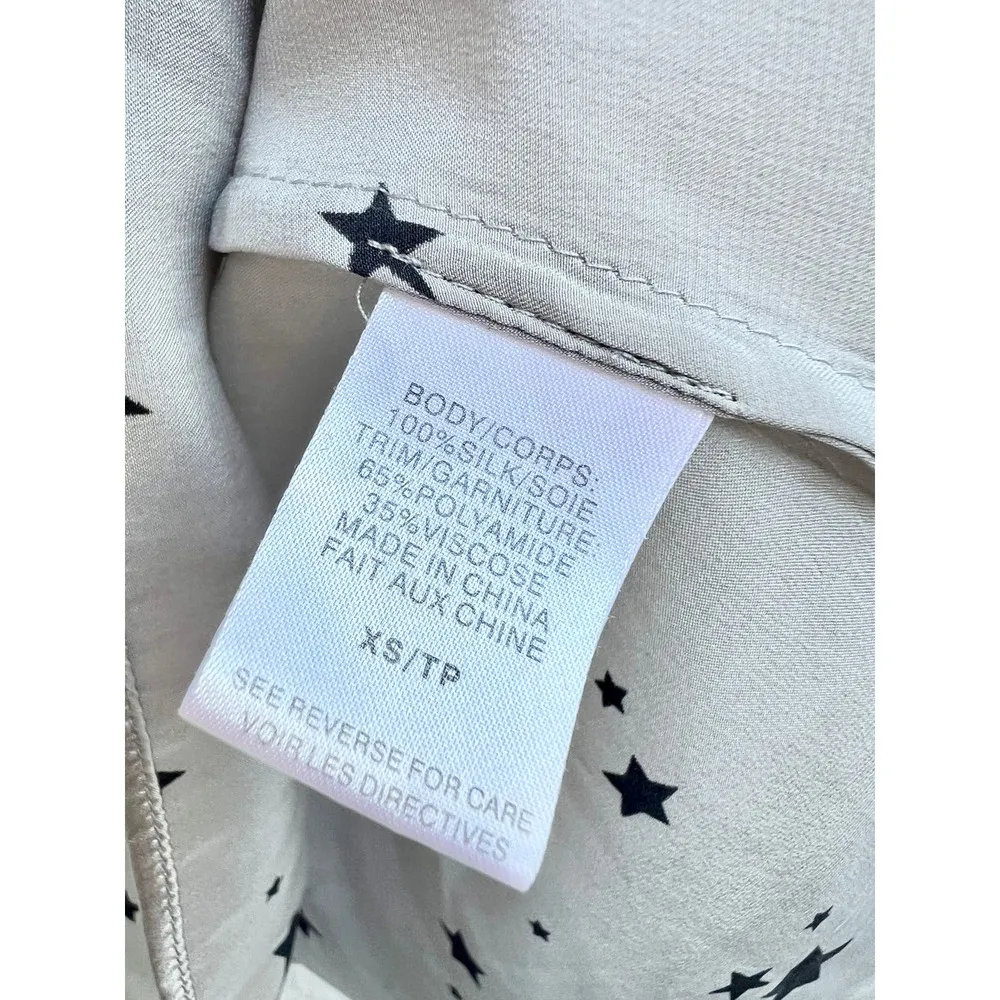 BODY/CORPS:
100%SILK/SOIE
TRIM/GARNITURE:
65%POLYAMIDE
35%VISCOSE
MADE IN CHINA
FAIT AUX CHINE
XS/TP
SEE REVERSE FOR CARE
VOIR LES DIRECTIVES